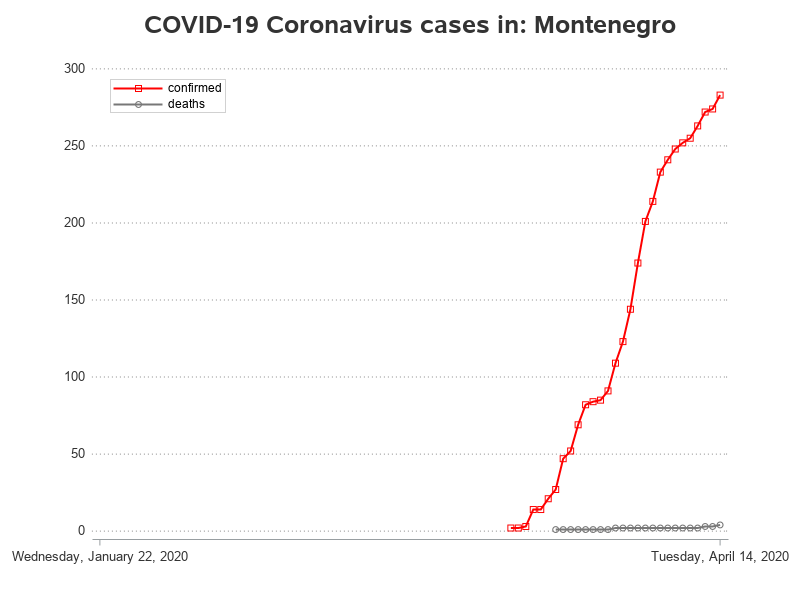 COVID-19 Coronavirus cases in: Montenegro
300
confirmed
deaths
250
200
150
100
50
0
Wednesday, January 22, 2020
Tuesday, April 14, 2020